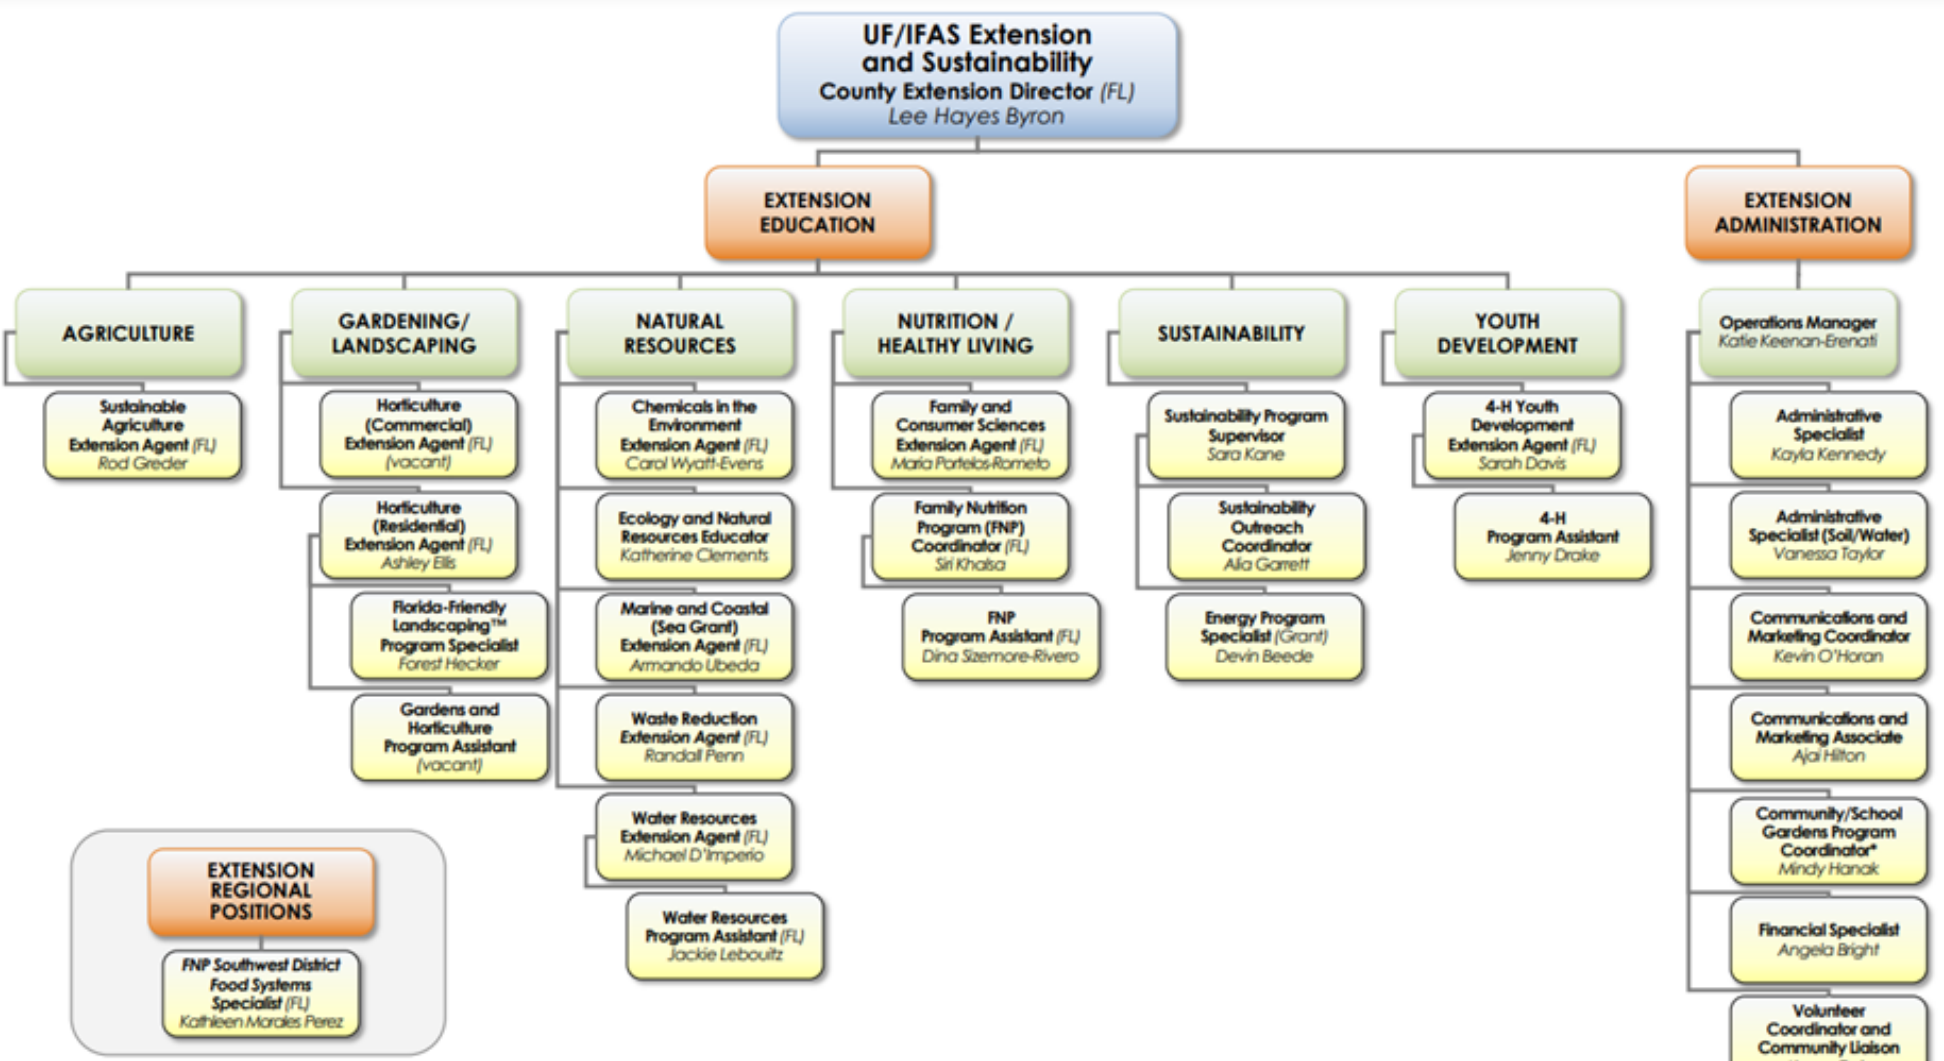 UF/IFAS Extension
and Sustainability
County Extension Director (FL)
Lee Hayes Byron
EXTENSION
EDUCATION
EXTENSION
ADMINISTRATION
AGRICULTURE
Sustainable
Agriculture
Extension Agent (FL)
Rod Greder
GARDENING/
LANDSCAPING
Horticulture
(Commercial)
Extension Agent (FL)
(vacant)
Horticulture
(Residential)
Extension Agent (FL)
Ashley Ellis
Florida-Friendly
Landscaping™
Program Specialist
Forest Hecker
Gardens and
Horticulture
Program Assistant
(vacant)
NATURAL
RESOURCES
Chemicals in the
Environment
Extension Agent (FL)
Carol Wyatt-Evens
Ecology and Natural
Resources Educator
Katherine Clements
Marine and Coastal
(Sea Grant)
Extension Agent (FL)
Armando Ubeda
Waste Reduction
Extension Agent (FL)
Randall Penn
Water Resources
Extension Agent (FL)
Michael D'Imperio
Water Resources
Program Assistant (FL)
Jackie Lebouitz
NUTRITION /
HEALTHY LIVING
Family and
Consumer Sciences
Extension Agent (FL)
Maria Portelos-Rometo
Family Nutrition
Program (FNP)
Coordinator (FL)
Siri Khalsa
FNP
Program Assistant (FL)
Dina Sizemore-Rivero
SUSTAINABILITY
Sustainability Program
Supervisor
Sara Kane
Sustainability
Outreach
Coordinator
Alia Garrett
Energy Program
Specialist (Grant)
Devin Beede
YOUTH
DEVELOPMENT
4-H Youth
Development
Extension Agent (FL)
Sarah Davis
4-H
Program Assistant
Jenny Drake
Operations Manager
Katie Keenan-Erenati
Administrative
Specialist
Kayla Kennedy
Administrative
Specialist (Soil/Water)
Vanessa Taylor
Communications and
Marketing Coordinator
Kevin O'Horan
Communications and
Marketing Associate
Ajai Hilton
Community/School
Gardens Program
Coordinator*
Mindy Hanak
Financial Specialist
Angela Bright
Volunteer
Coordinator and
Community Liaison
EXTENSION
REGIONAL
POSITIONS
FNP Southwest District
Food Systems
Specialist (FL)
Kathleen Morales Perez